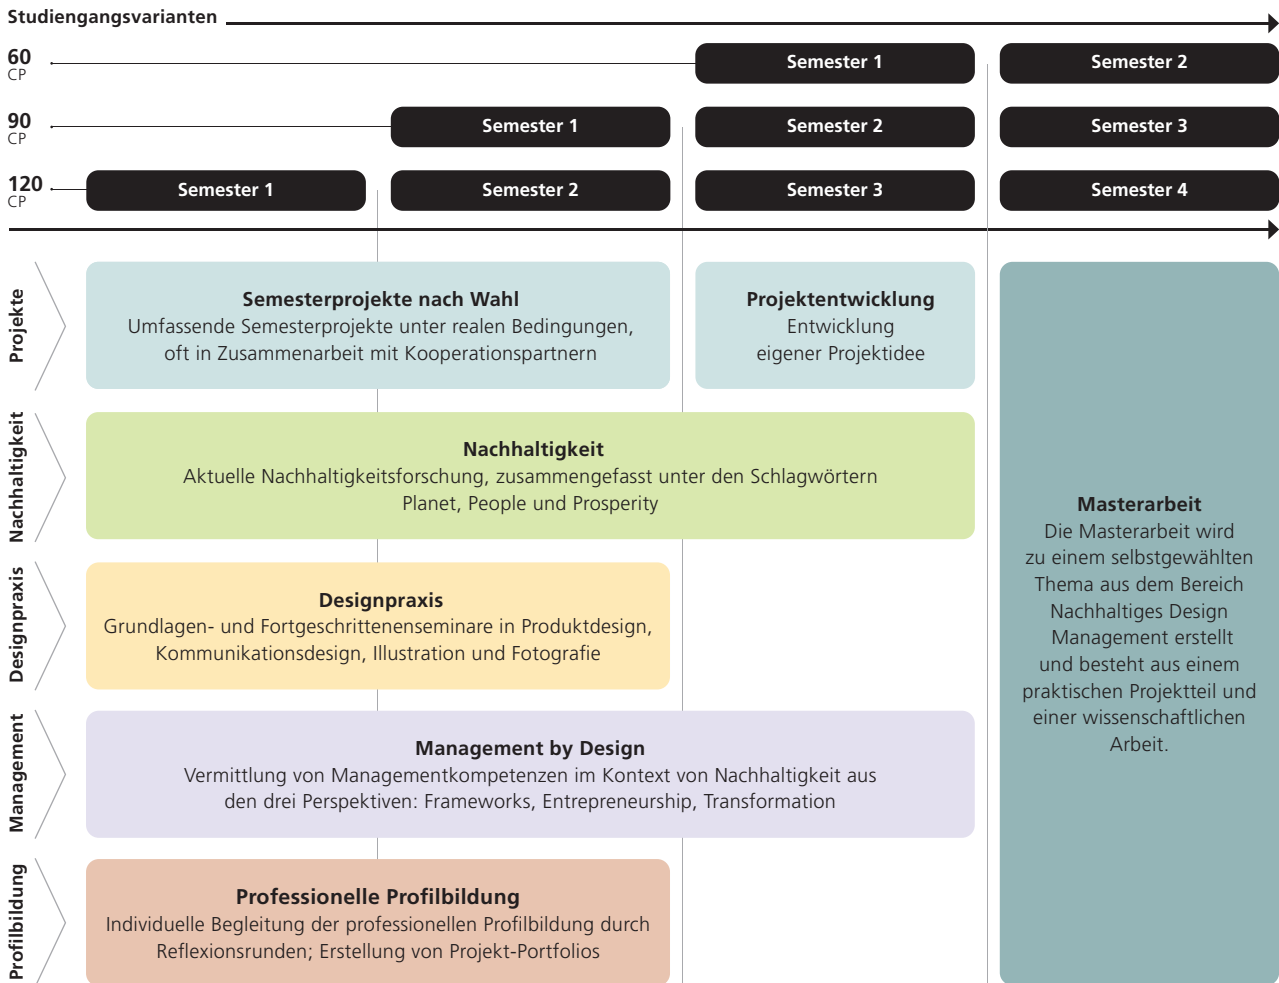 Studiengangsvarianten
60
CP
Semester 1
Semester 2
90
CP
Semester 1
Semester 2
Semester 3
120
CP
Semester 1
Semester 2
Semester 3
Semester 4
Projekte
Semesterprojekte nach Wahl
Umfassende Semesterprojekte unter realen Bedingungen,
oft in Zusammenarbeit mit Kooperationspartnern
Projektentwicklung
Entwicklung
eigener Projektidee
Nachhaltigkeit
Nachhaltigkeit
Aktuelle Nachhaltigkeitsforschung, zusammengefasst unter den Schlagwörtern
Planet, People und Prosperity
Designpraxis
Designpraxis
Grundlagen- und Fortgeschrittenenseminare in Produktdesign,
Kommunikationsdesign, Illustration und Fotografie
Management
Management by Design
Vermittlung von Managementkompetenzen im Kontext von Nachhaltigkeit aus
den drei Perspektiven: Frameworks, Entrepreneurship, Transformation
Profilbildung
Professionelle Profilbildung
Individuelle Begleitung der professionellen Profilbildung durch
Reflexionsrunden; Erstellung von Projekt-Portfolios
Masterarbeit
Die Masterarbeit wird
zu einem selbstgewählten
Thema aus dem Bereich
Nachhaltiges Design
Management erstellt
und besteht aus einem
praktischen Projektteil und
einer wissenschaftlichen
Arbeit.